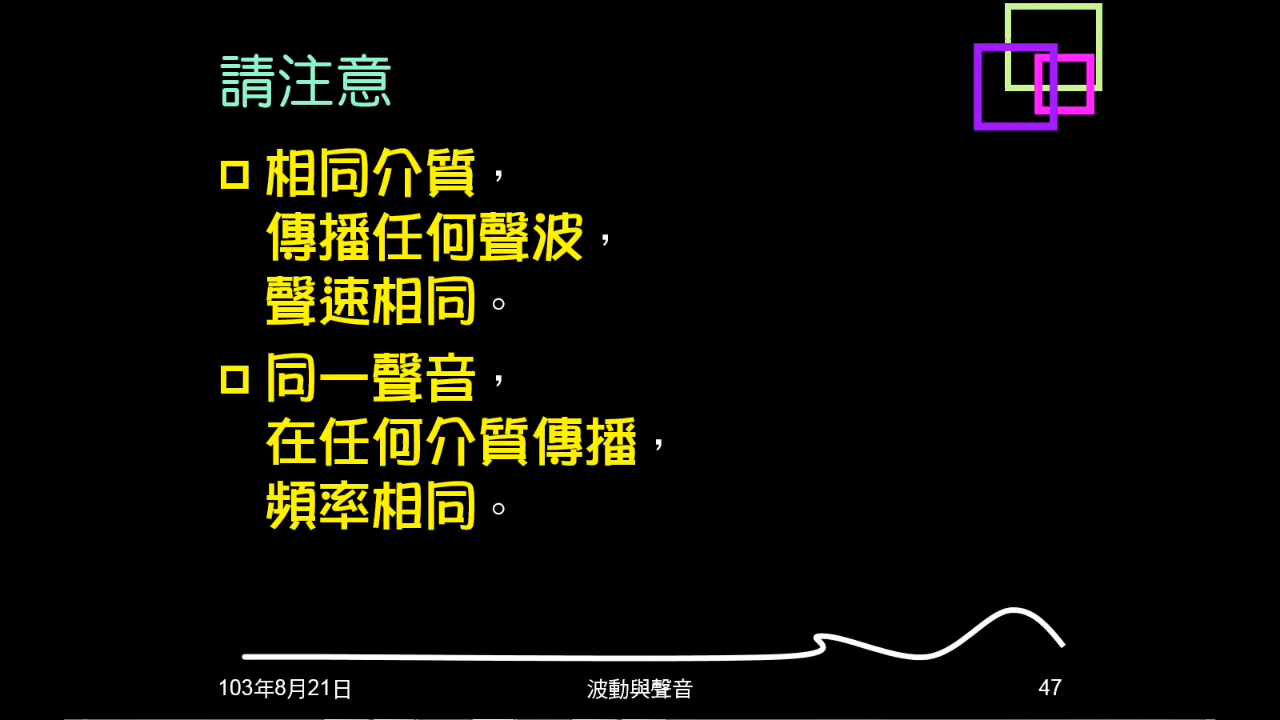 請注意
相同介質，
傳播任何聲波，
聲速相同。
同一聲音，
在任何介質傳播，
頻率相同。
103年8月21日
波動與聲音
47